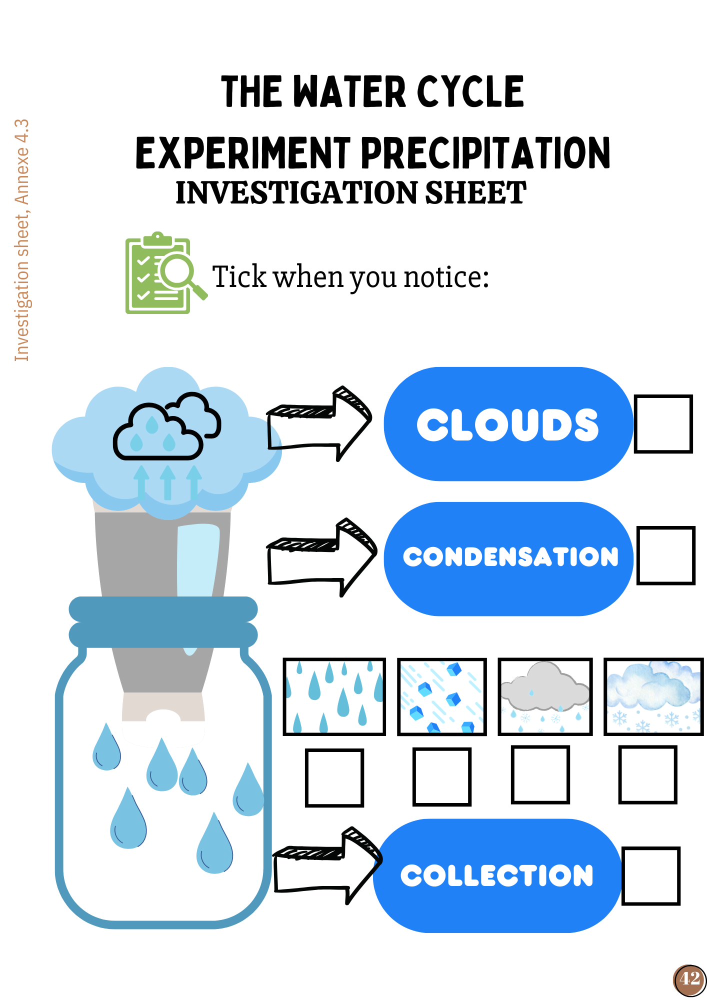 THE WATER CYCLE
EXPERIMENT PRECIPITATION
INVESTIGATION SHEET
Investigation sheet, Annexe 4.3
Tick when you notice:
CLOUDS
CONDENSATION
COLLECTION
42